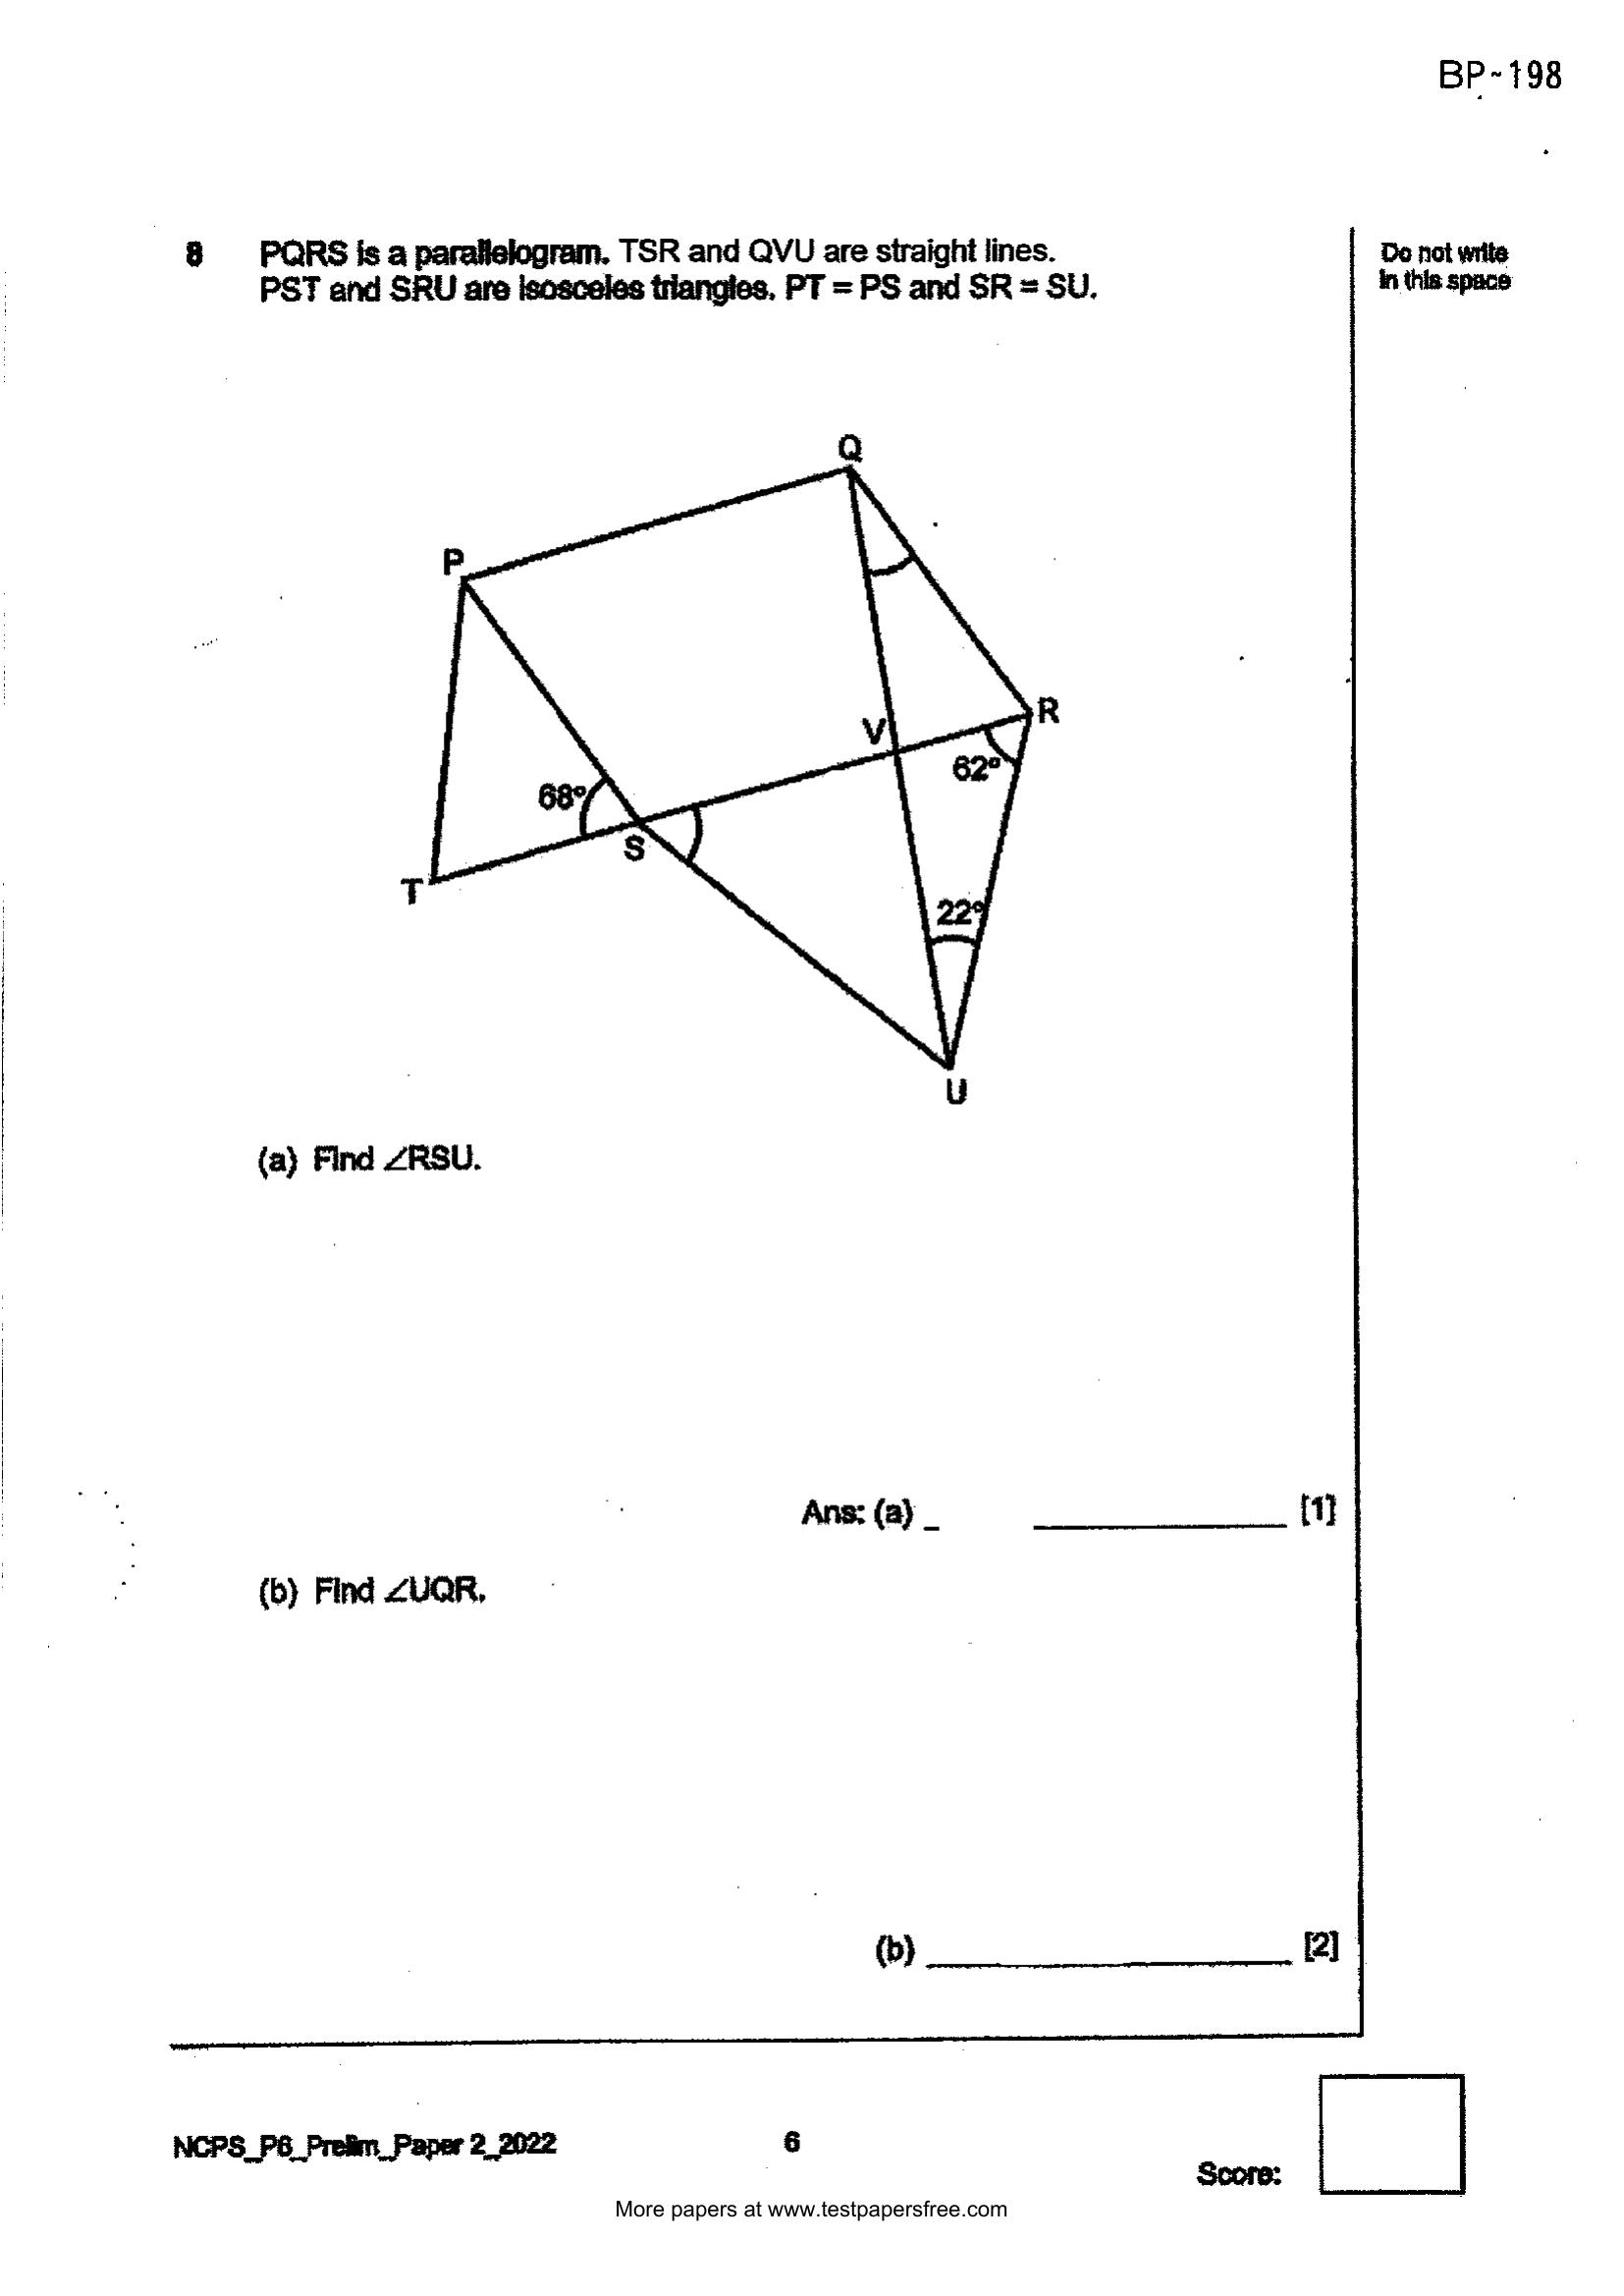 BP-198
8 PQRS is a parallelogram. TSR and QVU are straight lines.
PST and SRU are isosceles triangles. PT = PS and SR = SU.
Do not write
in this space
Q
P
R
V
62°
68°
S
T
22°
U
(a) Find ∠RSU.
Ans: (a) _ ___________ [1]
(b) Find ∠UQR.
(b) ________________ [2]
NCPS_P6_Prelim_Paper 2_2022
6
Score:
More papers at www.testpapersfree.com